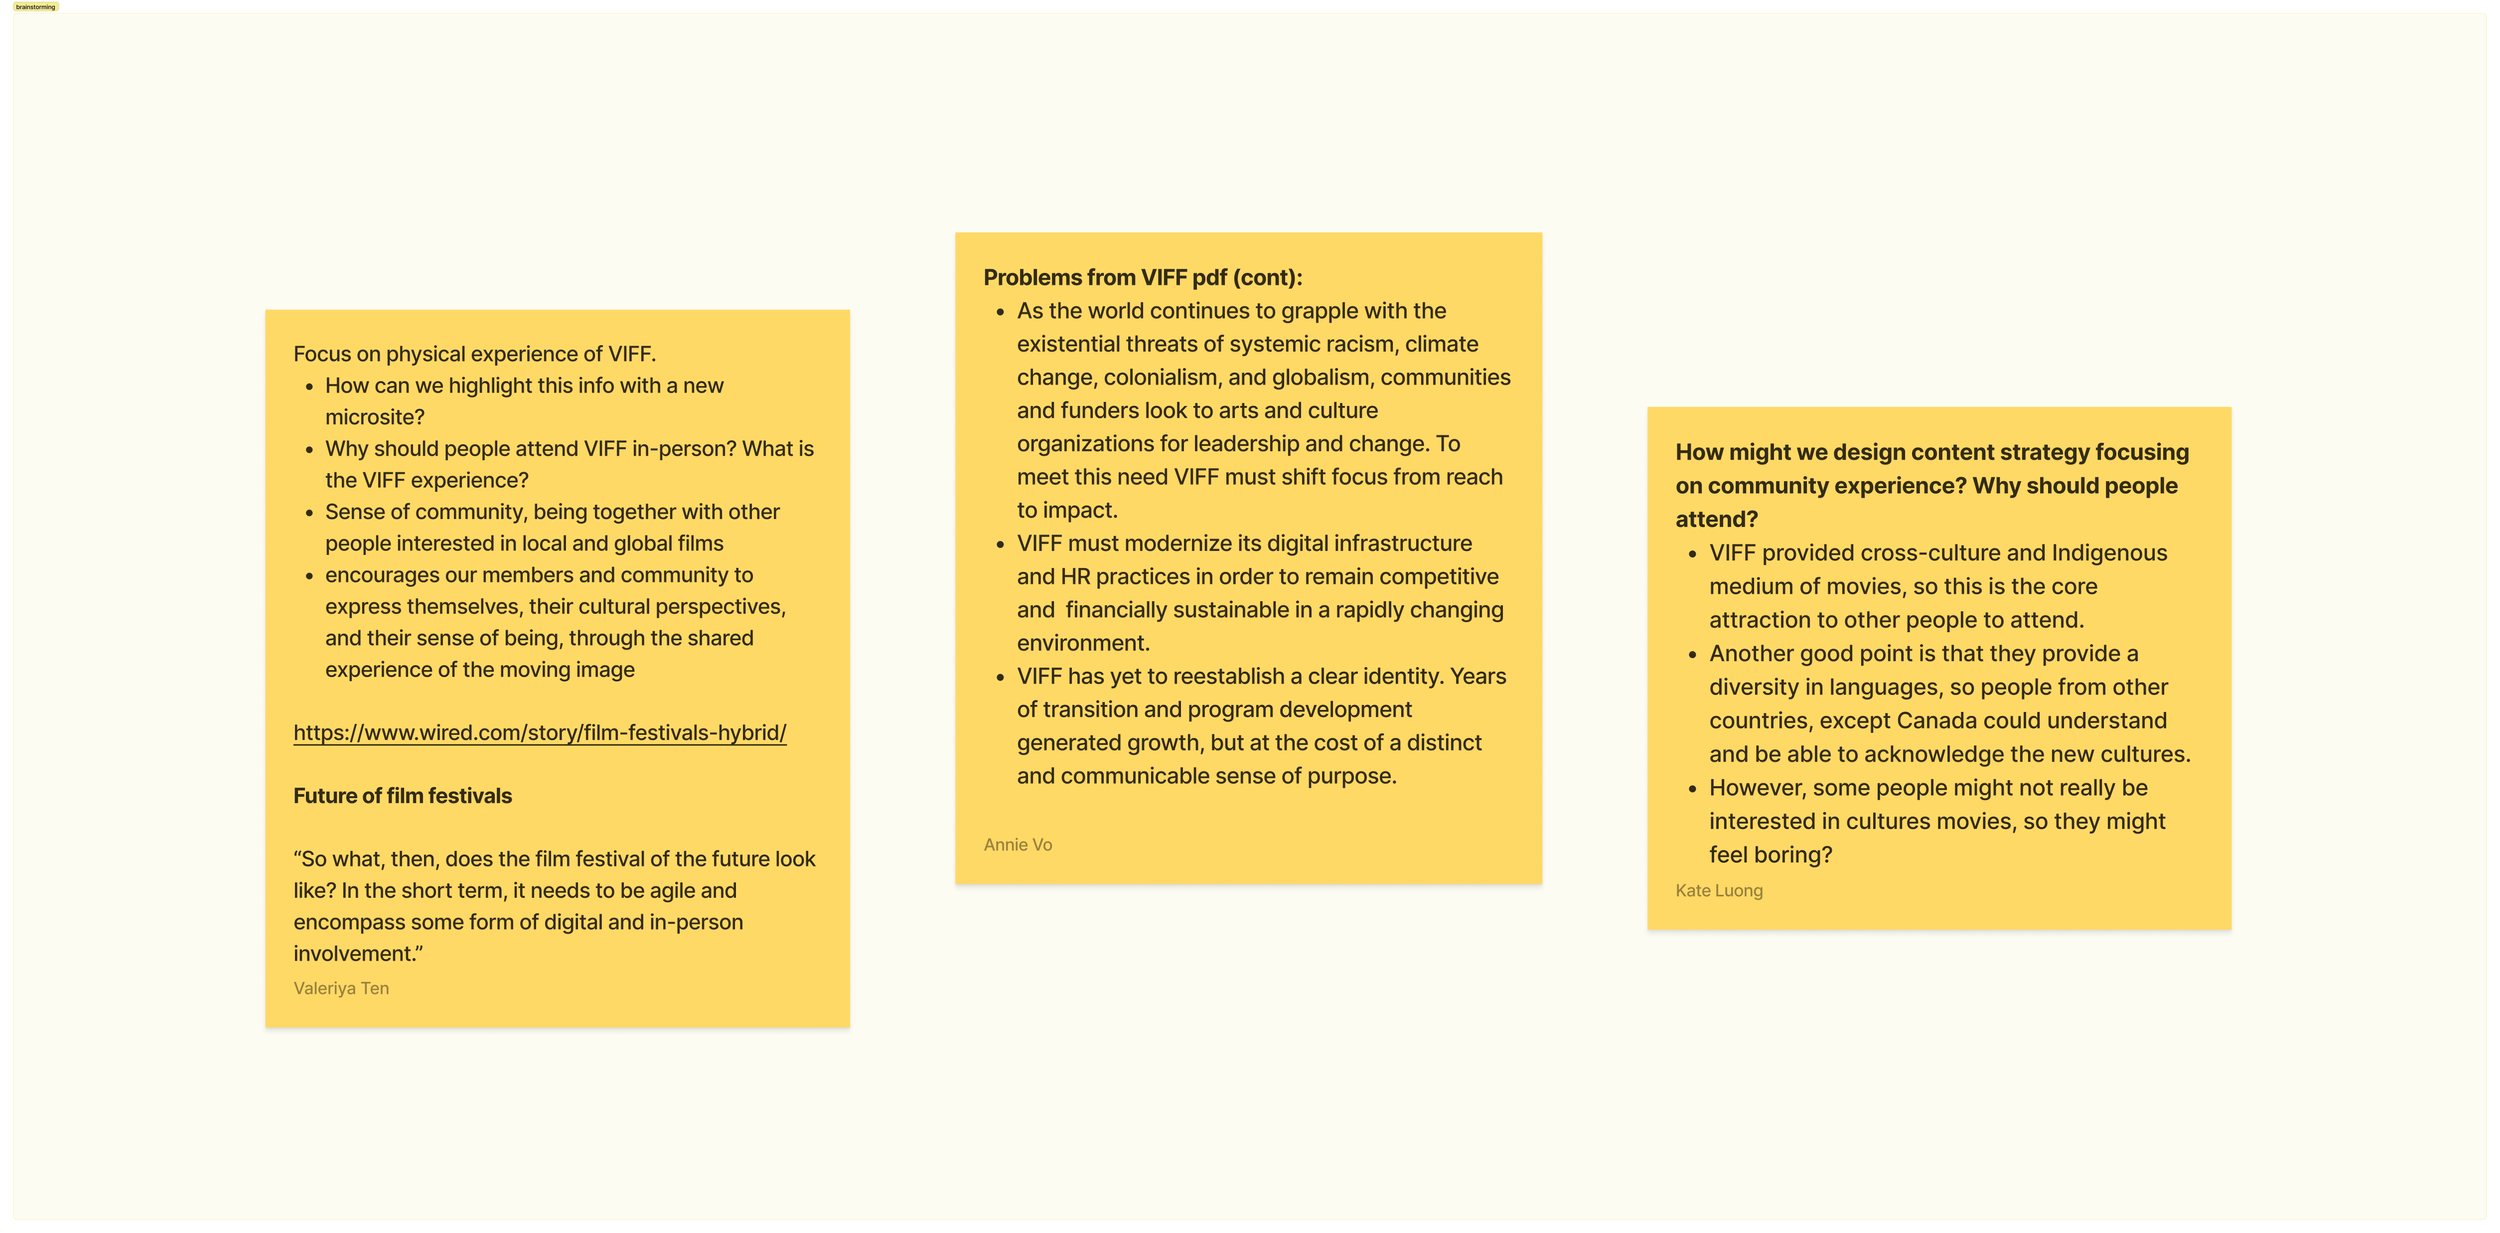 brainstorming
Focus on physical experience of VIFF.
• How can we highlight this info with a new
microsite?
• Why should people attend VIFF in-person? What is
the VIFF experience?
• Sense of community, being together with other
people interested in local and global films
• encourages our members and community to
express themselves, their cultural perspectives,
and their sense of being, through the shared
experience of the moving image
https://www.wired.com/story/film-festivals-hybrid/
Future of film festivals
“So what, then, does the film festival of the future look
like? In the short term, it needs to be agile and
encompass some form of digital and in-person
involvement.”
Valeriya Ten
Problems from VIFF pdf (cont):
• As the world continues to grapple with the
existential threats of systemic racism, climate
change, colonialism, and globalism, communities
and funders look to arts and culture
organizations for leadership and change. To
meet this need VIFF must shift focus from reach
to impact.
• VIFF must modernize its digital infrastructure
and HR practices in order to remain competitive
and  financially sustainable in a rapidly changing
environment.
• VIFF has yet to reestablish a clear identity. Years
of transition and program development
generated growth, but at the cost of a distinct
and communicable sense of purpose.
Annie Vo
How might we design content strategy focusing
on community experience? Why should people
attend?
• VIFF provided cross-culture and Indigenous
medium of movies, so this is the core
attraction to other people to attend.
• Another good point is that they provide a
diversity in languages, so people from other
countries, except Canada could understand
and be able to acknowledge the new cultures.
• However, some people might not really be
interested in cultures movies, so they might
feel boring?
Kate Luong